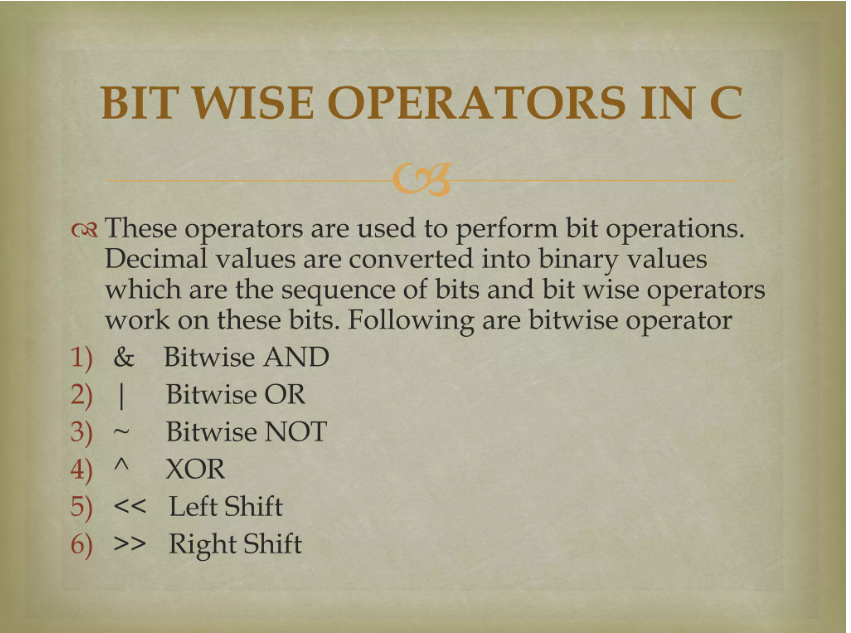 BIT WISE OPERATORS IN C
These operators are used to perform bit operations.
Decimal values are converted into binary values
which are the sequence of bits and bit wise operators
work on these bits. Following are bitwise operator
1) & Bitwise AND
2) | Bitwise OR
3) ~ Bitwise NOT
4) ^ XOR
5) << Left Shift
6) >> Right Shift